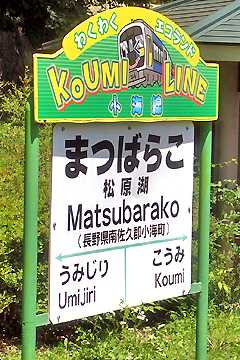 わくわく エコランド
KOUMI LINE
小海線
まつばらこ
松原湖
Matsubarako
(長野県南佐久郡小海町)
うみじり こうみ
Umijiri Koumi